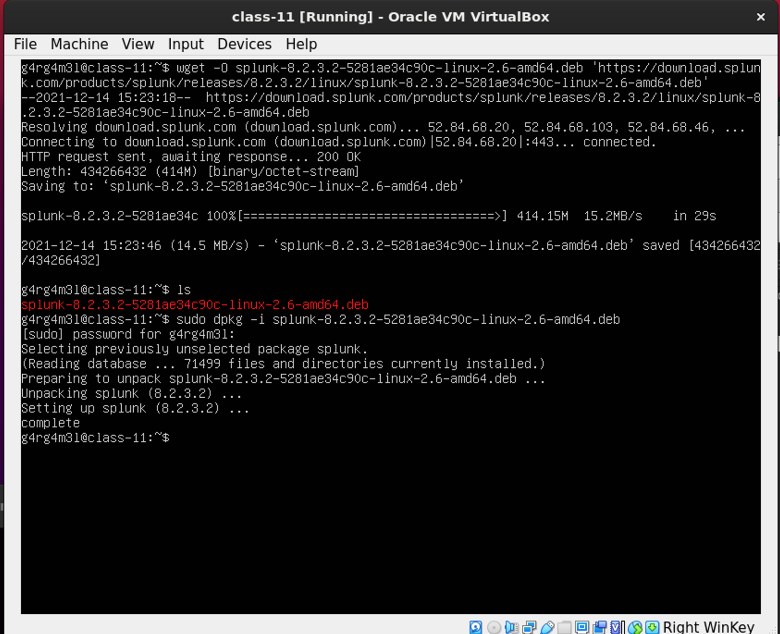 class-11 [Running] - Oracle VM VirtualBox
File Machine View Input Devices Help
g4rg4m3l@class-11:~$ wget -O splunk-8.2.3.2-5281ae34c90c-linux-2.6-amd64.deb 'https://download.splun
k.com/products/splunk/releases/8.2.3.2/linux/splunk-8.2.3.2-5281ae34c90c-linux-2.6-amd64.deb'
--2021-12-14 15:23:18--  https://download.splunk.com/products/splunk/releases/8.2.3.2/linux/splunk-8
.2.3.2-5281ae34c90c-linux-2.6-amd64.deb
Resolving download.splunk.com (download.splunk.com)... 52.84.68.20, 52.84.68.103, 52.84.68.46, ...
Connecting to download.splunk.com (download.splunk.com)|52.84.68.20|:443... connected.
HTTP request sent, awaiting response... 200 OK
Length: 434266432 (414M) [binary/octet-stream]
Saving to: ‘splunk-8.2.3.2-5281ae34c90c-linux-2.6-amd64.deb’
splunk-8.2.3.2-5281ae34c 100%[==================================>] 414.15M  15.2MB/s    in 29s
2021-12-14 15:23:46 (14.5 MB/s) - ‘splunk-8.2.3.2-5281ae34c90c-linux-2.6-amd64.deb’ saved [434266432
/434266432]
g4rg4m3l@class-11:~$ ls
splunk-8.2.3.2-5281ae34c90c-linux-2.6-amd64.deb
g4rg4m3l@class-11:~$ sudo dpkg -i splunk-8.2.3.2-5281ae34c90c-linux-2.6-amd64.deb
[sudo] password for g4rg4m3l:
Selecting previously unselected package splunk.
(Reading database ... 71499 files and directories currently installed.)
Preparing to unpack splunk-8.2.3.2-5281ae34c90c-linux-2.6-amd64.deb ...
Unpacking splunk (8.2.3.2) ...
Setting up splunk (8.2.3.2) ...
complete
g4rg4m3l@class-11:~$
Right WinKey